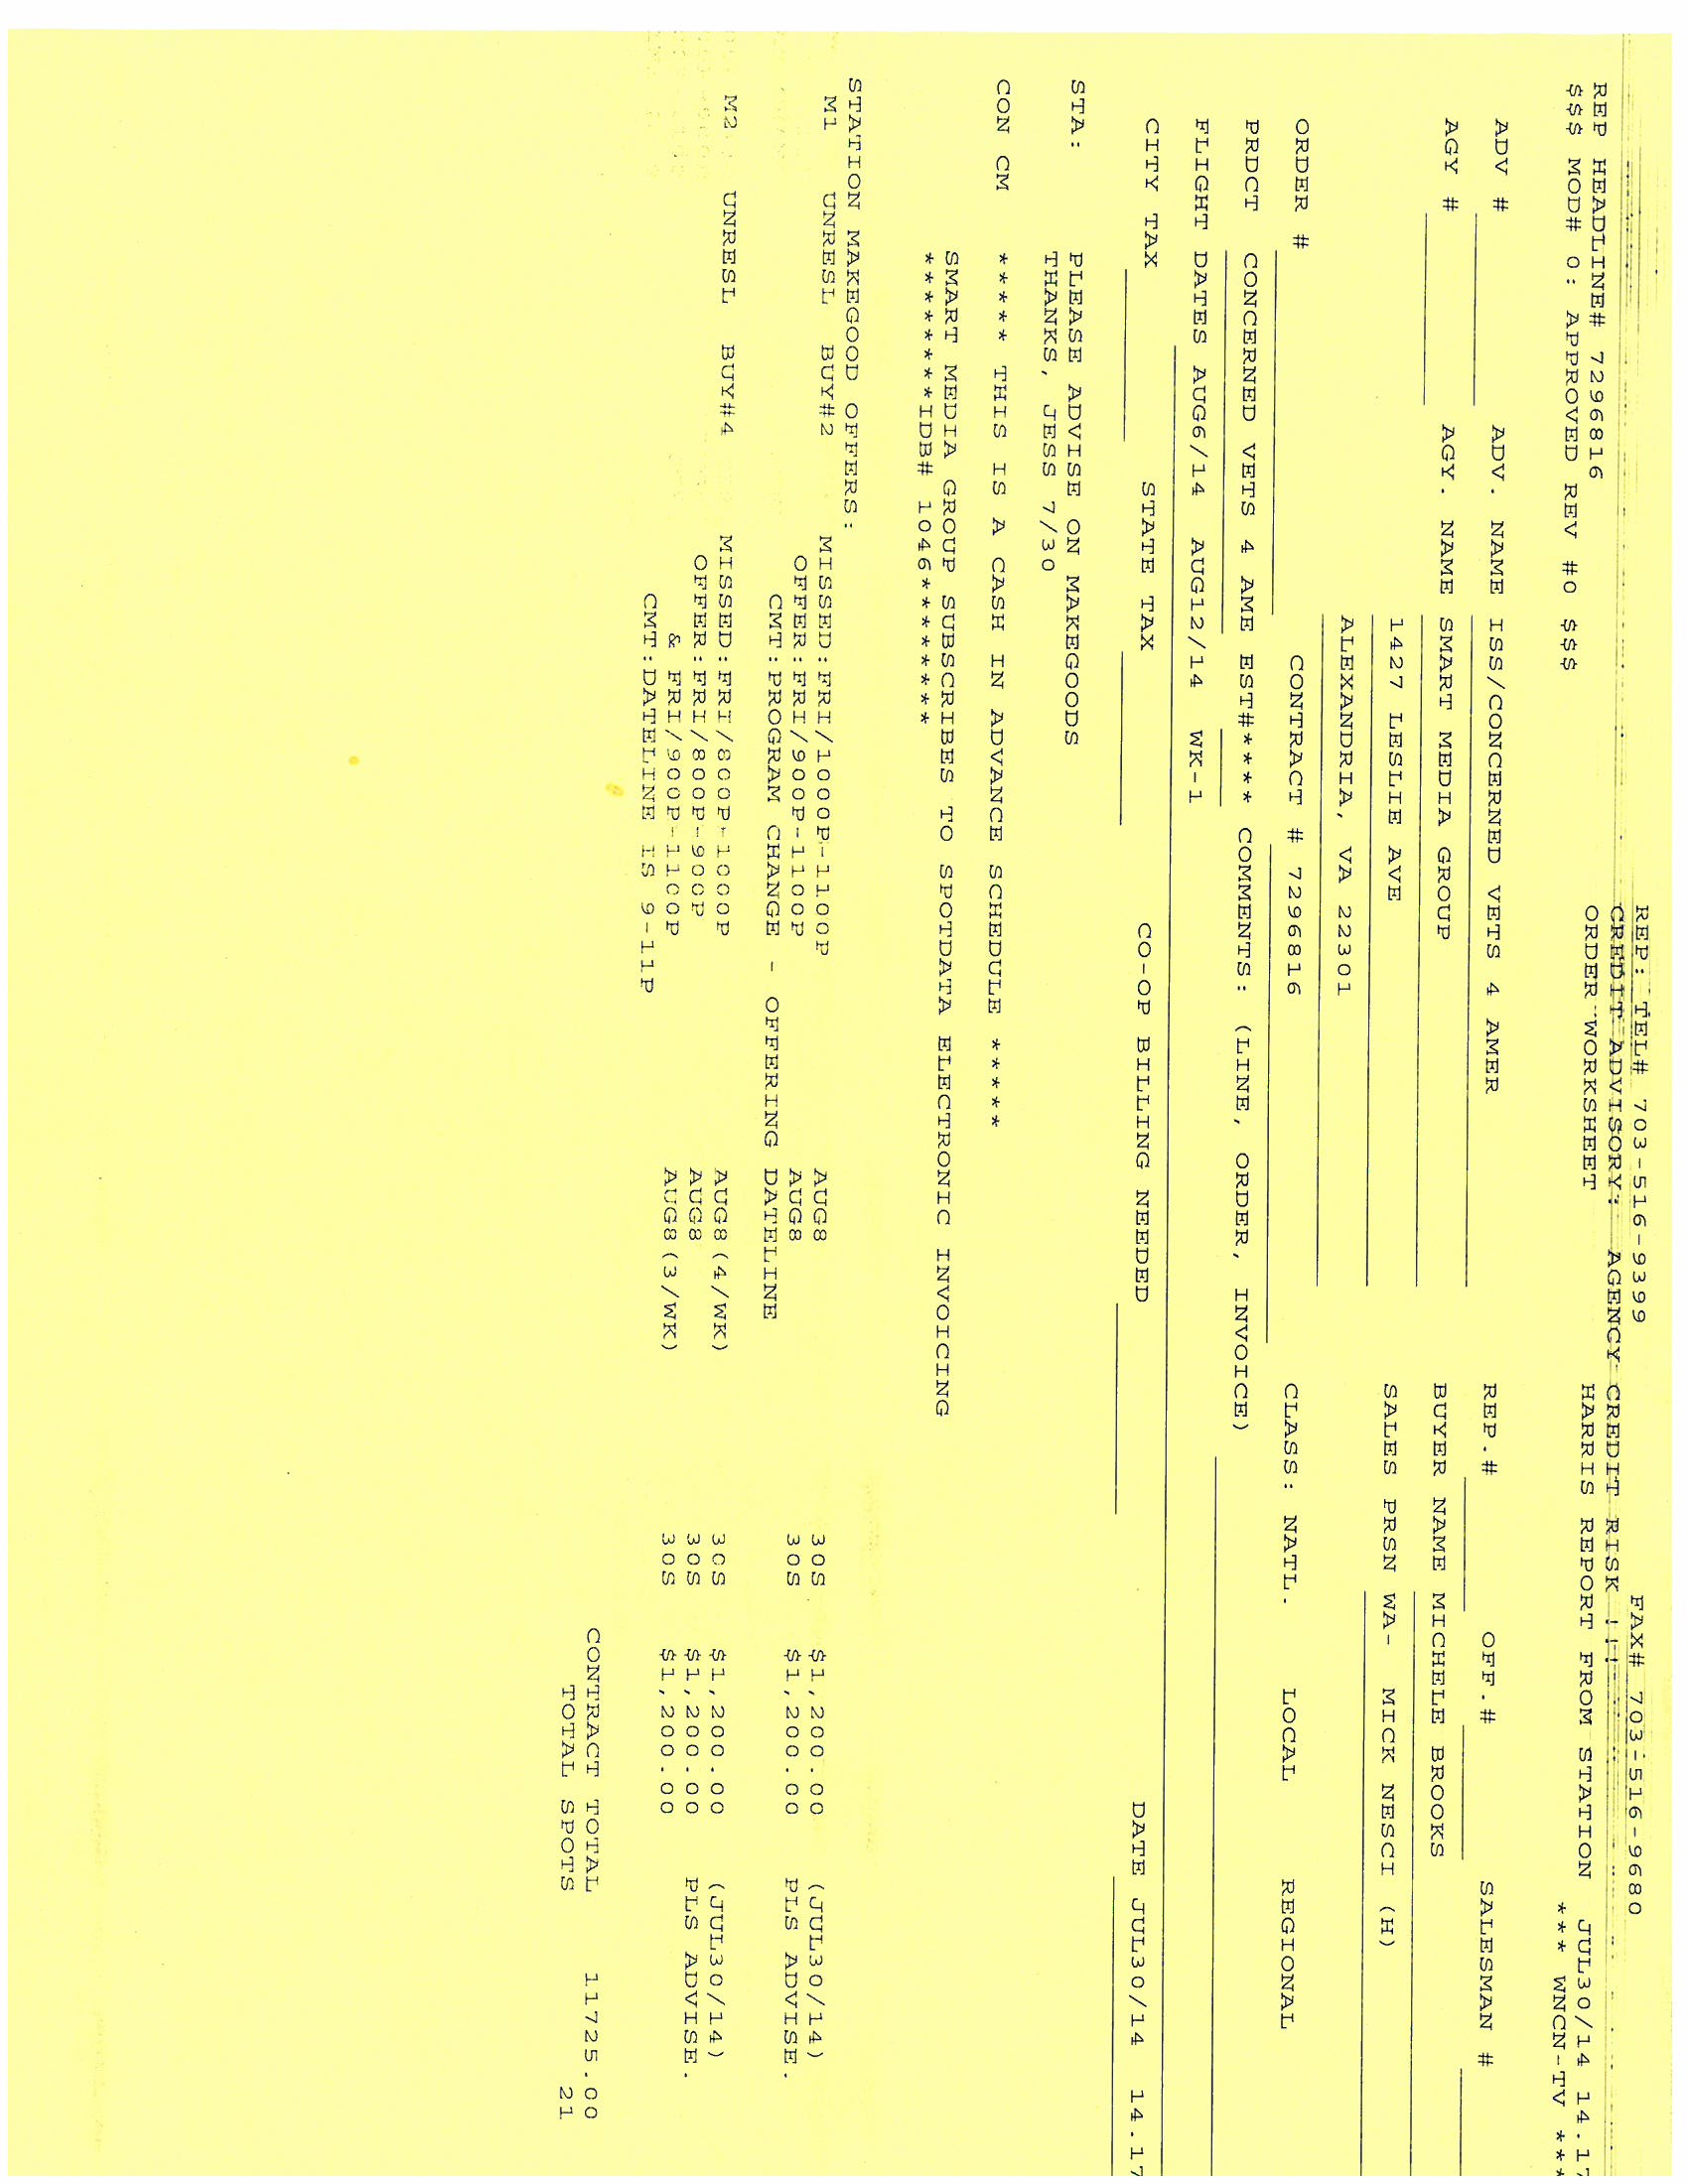 REP: TEL# 703-516-9399 FAX# 703-516-9680
CREDIT ADVISORY: AGENCY CREDIT RISK !!!
REP HEADLINE# 7296816 ORDER WORKSHEET HARRIS REPORT FROM STATION JUL30/14 14.17
$$$ MOD# 0: APPROVED REV #0 $$$ *** WNCN-TV ***
ADV # ADV. NAME ISS/CONCERNED VETS 4 AMER REP.# OFF.# SALESMAN #
AGY # AGY. NAME SMART MEDIA GROUP BUYER NAME MICHELE BROOKS
1427 LESLIE AVE SALES PRSN WA- MICK NESCI (H)
ALEXANDRIA, VA 22301
ORDER # CONTRACT # 7296816 CLASS: NATL. LOCAL REGIONAL
PRDCT CONCERNED VETS 4 AME EST#**** COMMENTS: (LINE, ORDER, INVOICE)
FLIGHT DATES AUG6/14 AUG12/14 WK-1
CITY TAX STATE TAX CO-OP BILLING NEEDED DATE JUL30/14 14.17
STA: PLEASE ADVISE ON MAKEGOODS
THANKS, JESS 7/30
CON CM ***** THIS IS A CASH IN ADVANCE SCHEDULE *****
SMART MEDIA GROUP SUBSCRIBES TO SPOTDATA ELECTRONIC INVOICING
*********IDB# 1046*********
STATION MAKEGOOD OFFERS:
M1 UNRESL BUY#2 MISSED:FRI/1000P-1100P AUG8 30S $1,200.00 (JUL30/14)
OFFER:FRI/900P-1100P AUG8 30S $1,200.00 PLS ADVISE.
CMT:PROGRAM CHANGE - OFFERING DATELINE
M2 UNRESL BUY#4 MISSED:FRI/800P-1000P AUG8(4/WK) 30S $1,200.00 (JUL30/14)
OFFER:FRI/800P-900P AUG8 30S $1,200.00 PLS ADVISE.
& FRI/900P-1100P AUG8(3/WK) 30S $1,200.00
CMT:DATELINE IS 9-11P
CONTRACT TOTAL 11725.00
TOTAL SPOTS 21